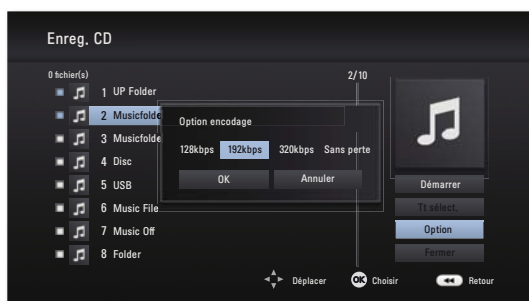 Enreg. CD
0 fichier(s)
2/10
1 UP Folder
2 Musicfolde
3 Musicfolde
4 Disc
5 USB
6 Music File
7 Music Off
8 Folder
Option encodage
128kbps 192kbps 320kbps Sans perte
OK Annuler
Démarrer
Tt sélect.
Option
Fermer
Déplacer OK Choisir Retour